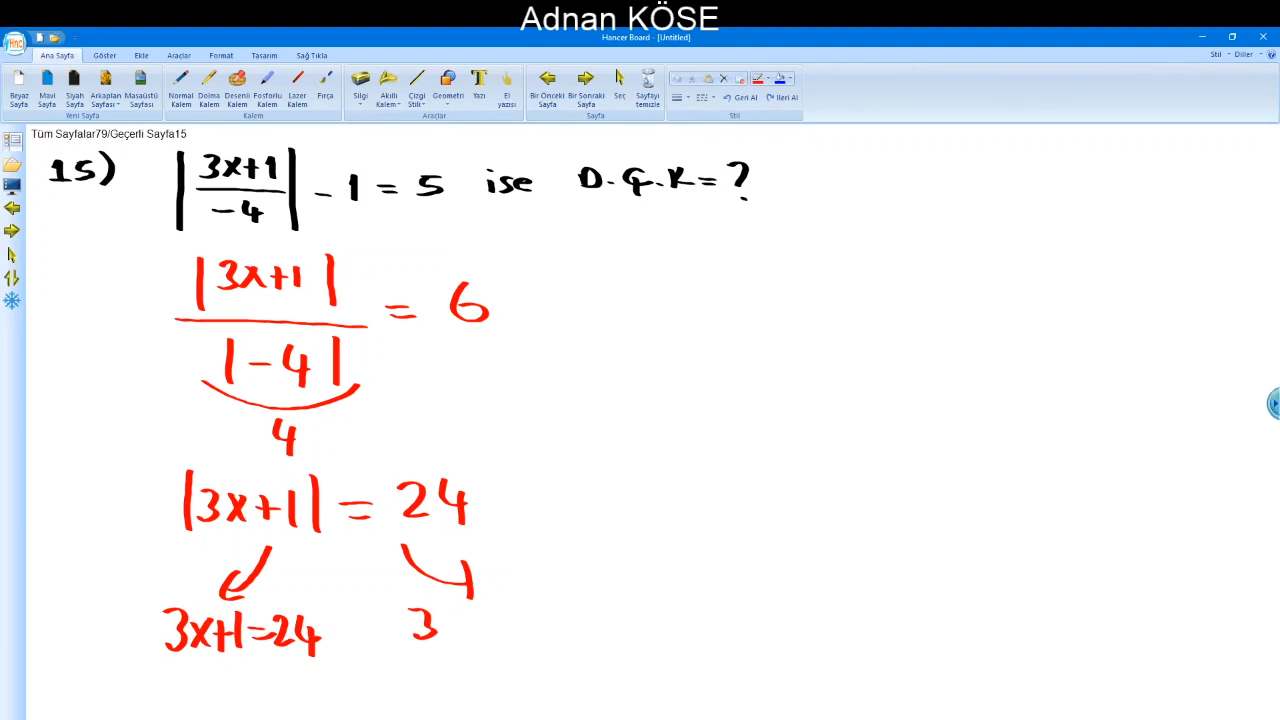 Adnan KÖSE
Hancer Board - [Untitled]
Ana Sayfa Göster Ekle Araçlar Format Tasarım Sağ Tıkla Stil Diller
Beyaz Sayfa Mavi Sayfa Siyah Sayfa Arkaplan Sayfası Masaüstü Sayfası Normal Kalem Dolma Kalem Desenli Kalem Fosforlu Kalem Lazer Kalem Fırça Silgi Akıllı Kalem Çizgi Stili Geometri Yazı El yazısı Bir Önceki Sayfa Bir Sonraki Sayfa Seç Sayfayı temizle Geri Al İleri Al
Yeni Sayfa Kalem Araçlar Sayfa Stil
Tüm Sayfalar79/Geçerli Sayfa15
15) |3x+1/-4| - 1 = 5 ise D.Ç.K=?
|3x+1|/|-4| = 6
4
|3x+1| = 24
3x+1=24 3